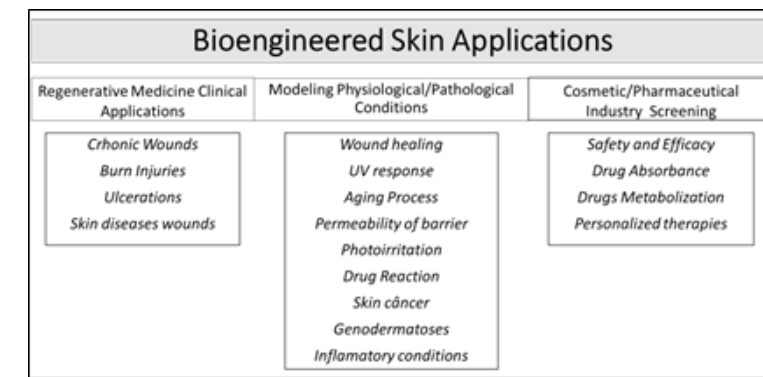 Bioengineered Skin Applications
Regenerative Medicine Clinical
Applications
Crhonic Wounds
Burn Injuries
Ulcerations
Skin diseases wounds
Modeling Physiological/Pathological
Conditions
Wound healing
UV response
Aging Process
Permeability of barrier
Photoirritation
Drug Reaction
Skin câncer
Genodermatoses
Inflamatory conditions
Cosmetic/Pharmaceutical
Industry Screening
Safety and Efficacy
Drug Absorbance
Drugs Metabolization
Personalized therapies